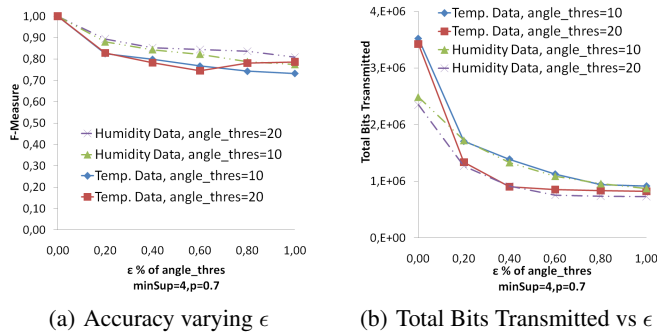 1,00
0,90
0,80
0,70
0,60
0,50
0,40
0,30
0,20
0,10
0,00
F-Measure
Humidity Data, angle_thres=20
Humidity Data, angle_thres=10
Temp. Data, angle_thres=10
Temp. Data, angle_thres=20
0,00 0,20 0,40 0,60 0,80 1,00
ε % of angle_thres
minSup=4,p=0.7
(a) Accuracy varying ϵ
4,E+06
3,E+06
2,E+06
1,E+06
0,E+00
Total Bits Trsansmitted
Temp. Data, angle_thres=10
Temp. Data, angle_thres=20
Humidity Data, angle_thres=10
Humidity Data, angle_thres=20
0,00 0,20 0,40 0,60 0,80 1,00
ε % of angle_thres
minSup=4,p=0.7
(b) Total Bits Transmitted vs ϵ